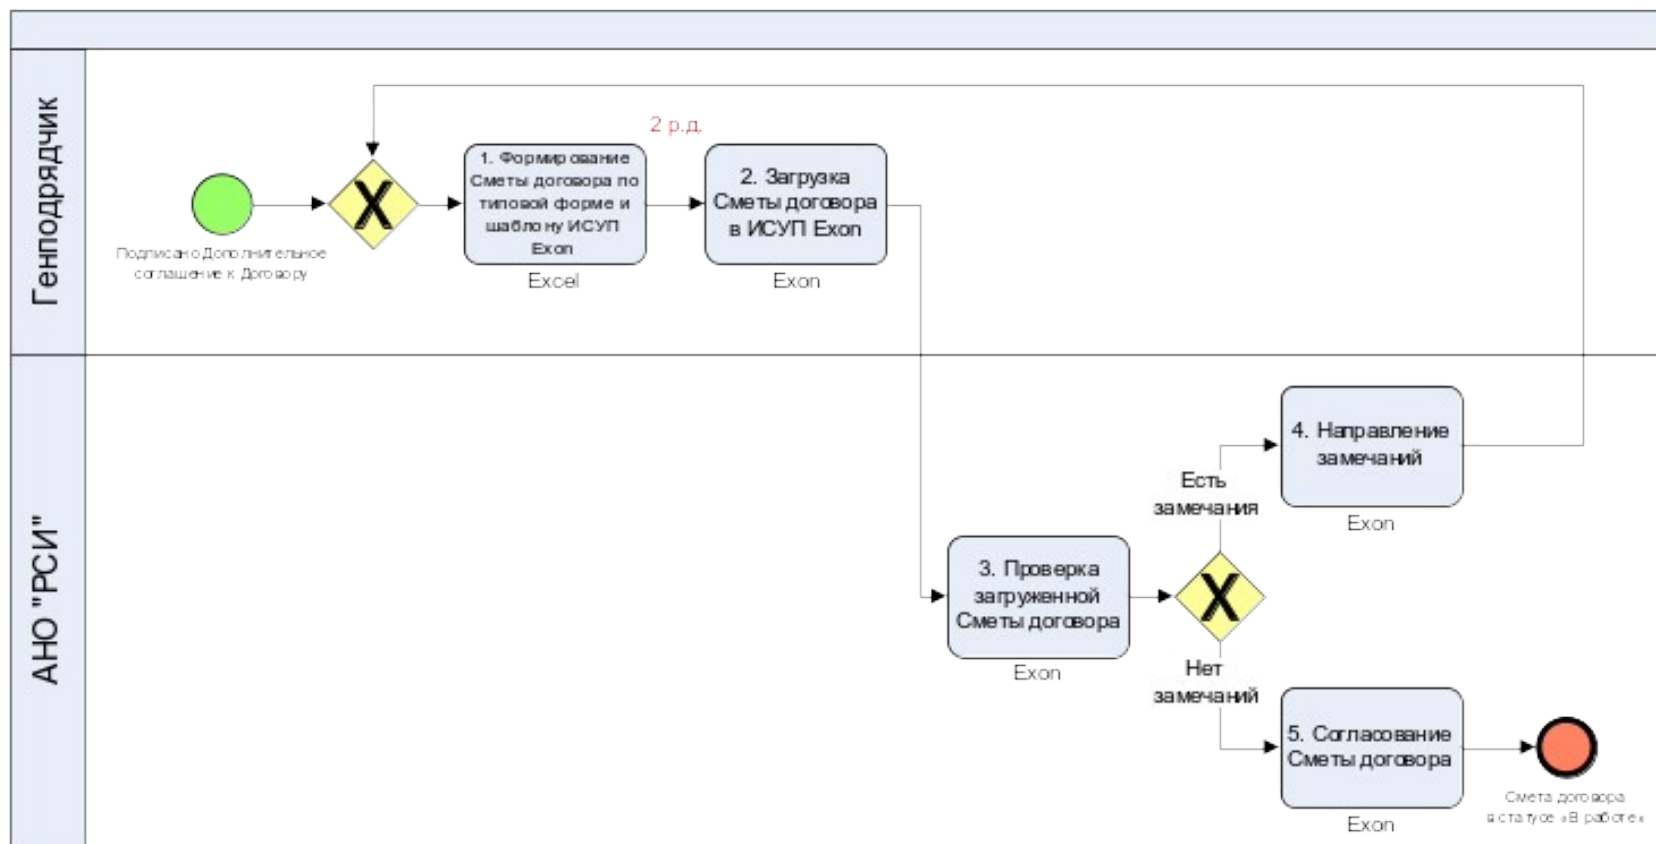 Генподрядчик
2 р.д.
1. Формирование
Сметы договора по
типовой форме и
шаблону ИСУП
Exon
Excel
2. Загрузка
Сметы договора
в ИСУП Exon
Exon
Подписано Дополнительное
соглашение к Договору
АНО "РСИ"
3. Проверка
загруженной
Сметы договора
Exon
Есть
замечания
4. Направление
замечаний
Exon
Нет
замечаний
5. Согласование
Сметы договора
Exon
Смета договора
в статусе «В работе»